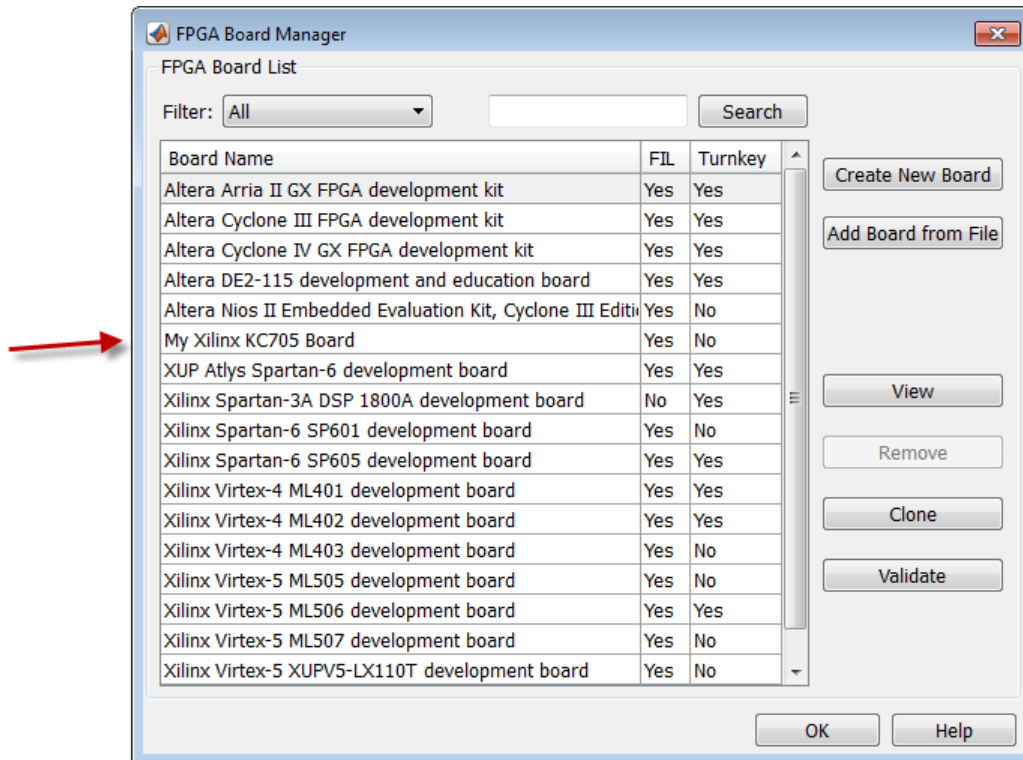 FPGA Board Manager
FPGA Board List
Filter: All Search
Board Name FIL Turnkey
Altera Arria II GX FPGA development kit Yes Yes
Altera Cyclone III FPGA development kit Yes Yes
Altera Cyclone IV GX FPGA development kit Yes Yes
Altera DE2-115 development and education board Yes Yes
Altera Nios II Embedded Evaluation Kit, Cyclone III Editi Yes No
My Xilinx KC705 Board Yes No
XUP Atlys Spartan-6 development board Yes Yes
Xilinx Spartan-3A DSP 1800A development board No Yes
Xilinx Spartan-6 SP601 development board Yes No
Xilinx Spartan-6 SP605 development board Yes Yes
Xilinx Virtex-4 ML401 development board Yes Yes
Xilinx Virtex-4 ML402 development board Yes Yes
Xilinx Virtex-4 ML403 development board Yes No
Xilinx Virtex-5 ML505 development board Yes No
Xilinx Virtex-5 ML506 development board Yes Yes
Xilinx Virtex-5 ML507 development board Yes No
Xilinx Virtex-5 XUPV5-LX110T development board Yes No
Create New Board
Add Board from File
View
Remove
Clone
Validate
OK Help